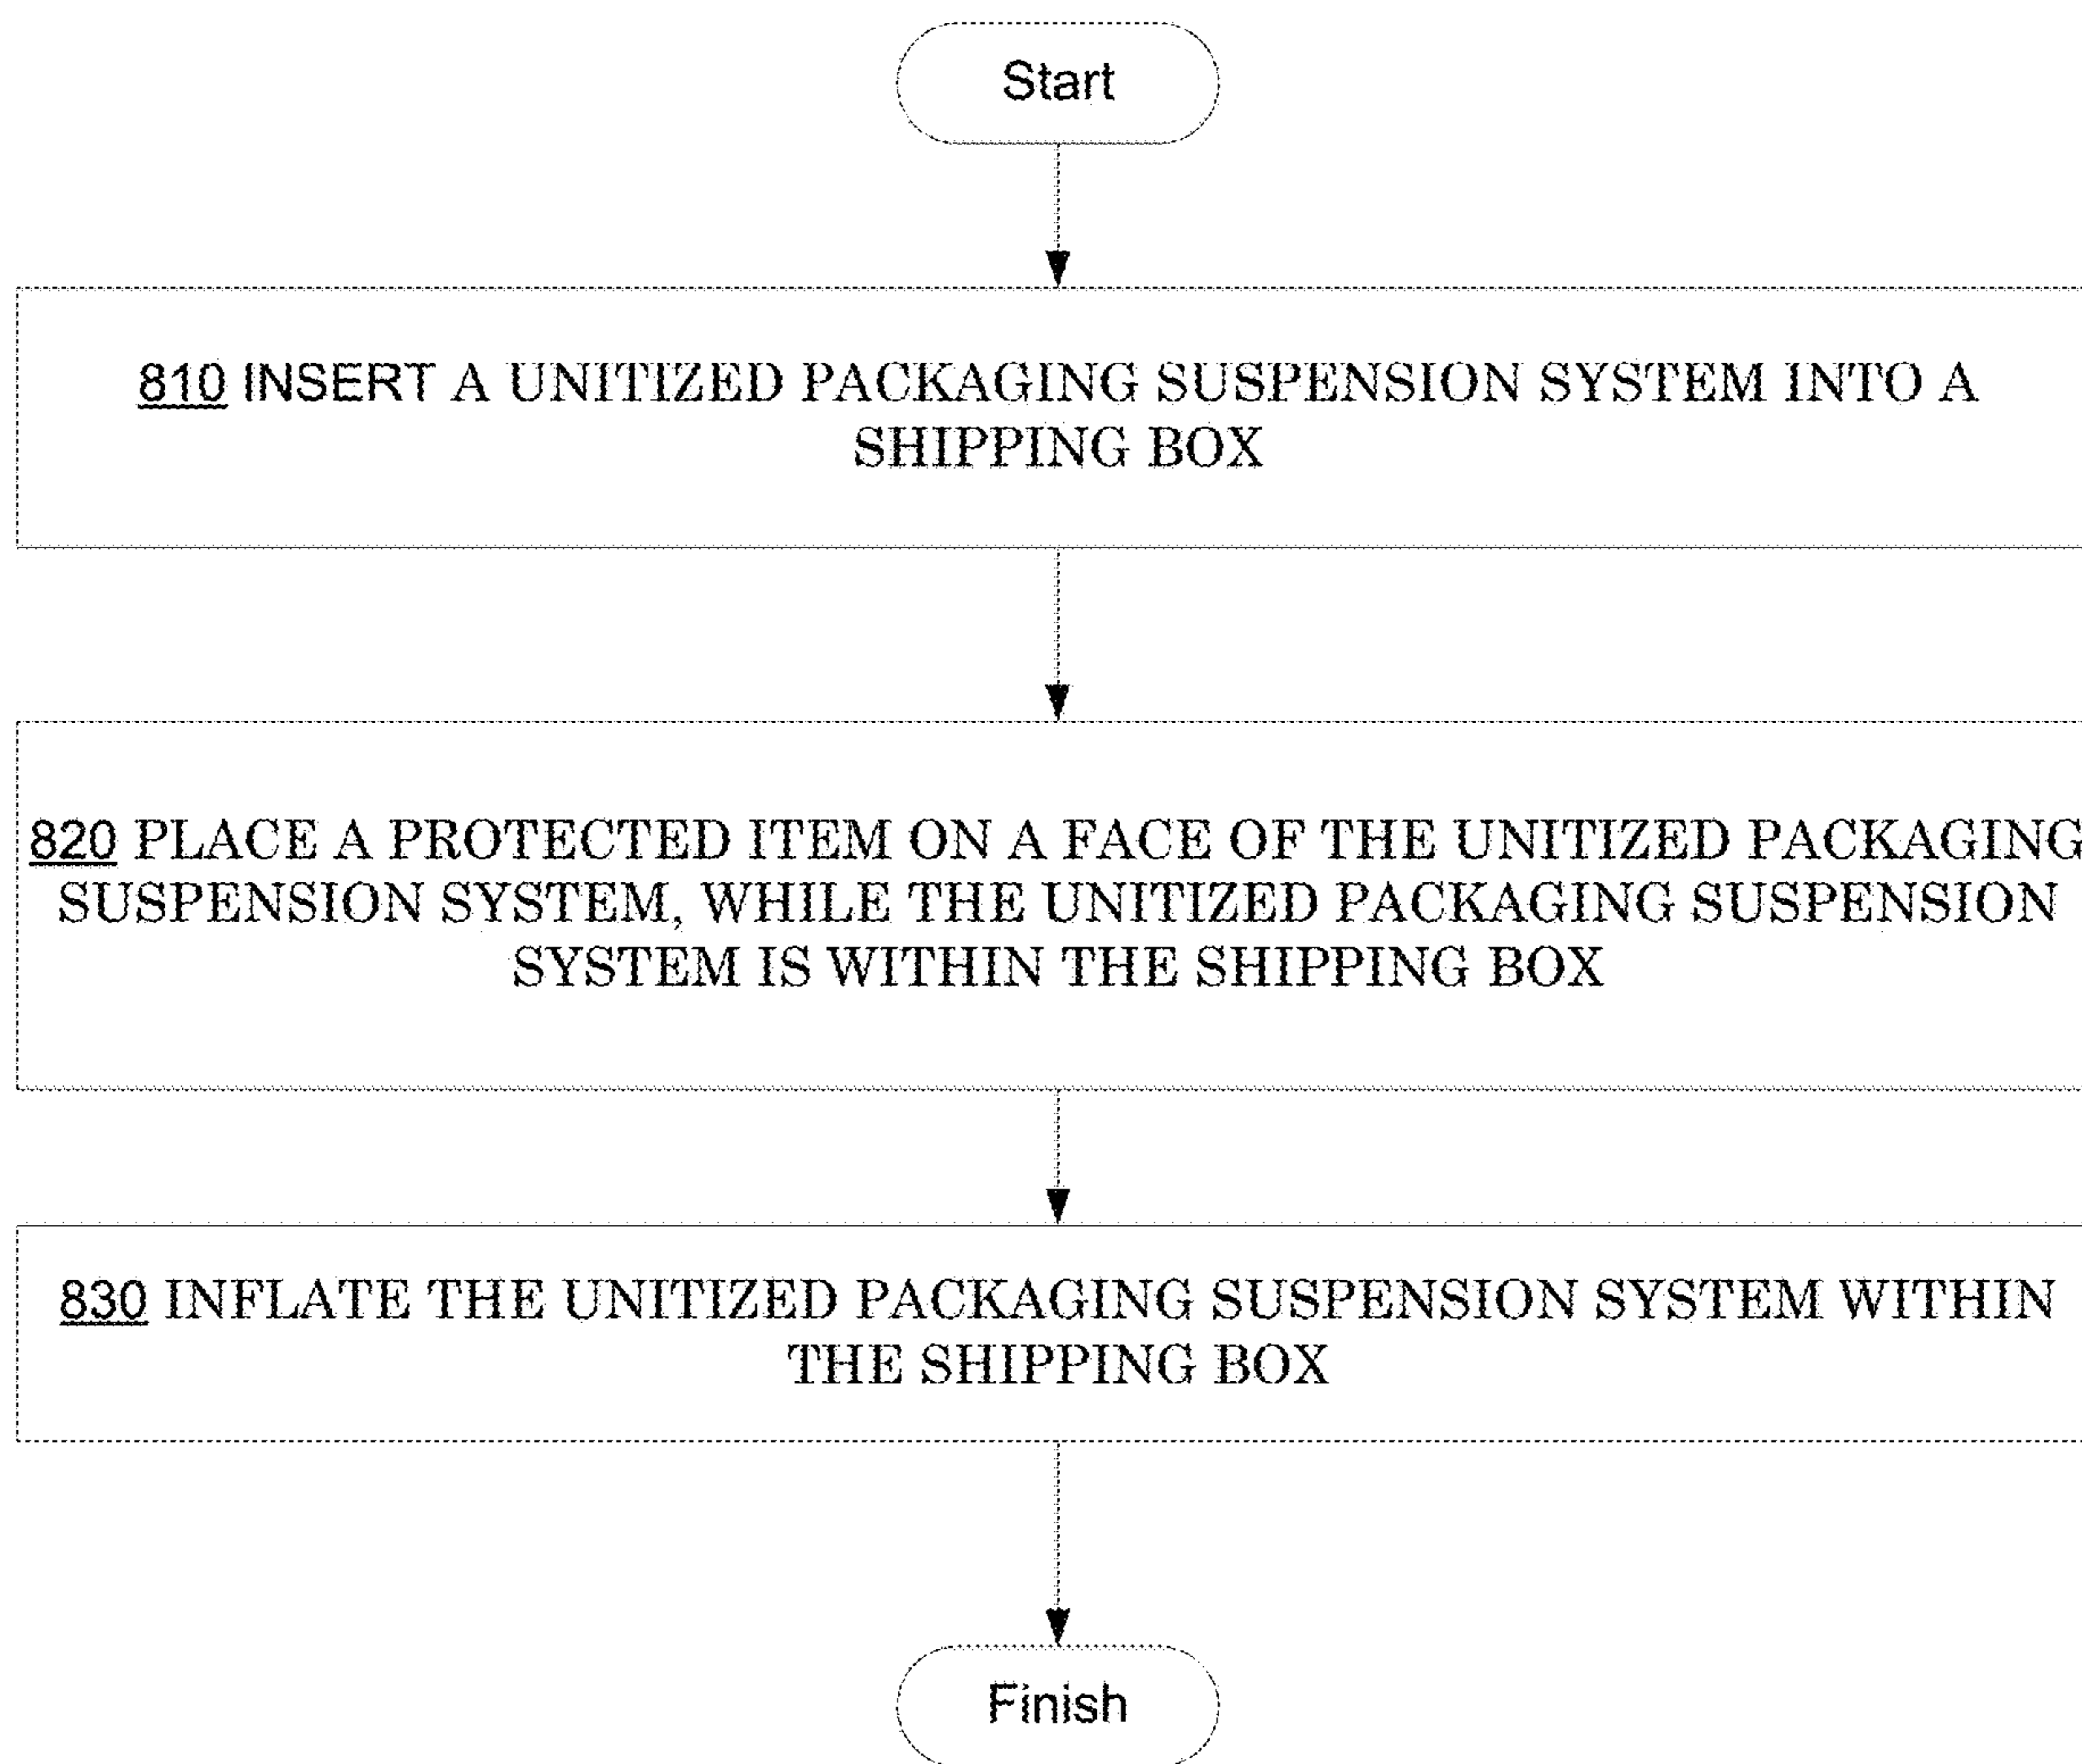 Start
810 INSERT A UNITIZED PACKAGING SUSPENSION SYSTEM INTO A
SHIPPING BOX
820 PLACE A PROTECTED ITEM ON A FACE OF THE UNITIZED PACKAGING
SUSPENSION SYSTEM, WHILE THE UNITIZED PACKAGING SUSPENSION
SYSTEM IS WITHIN THE SHIPPING BOX
830 INFLATE THE UNITIZED PACKAGING SUSPENSION SYSTEM WITHIN
THE SHIPPING BOX
Finish